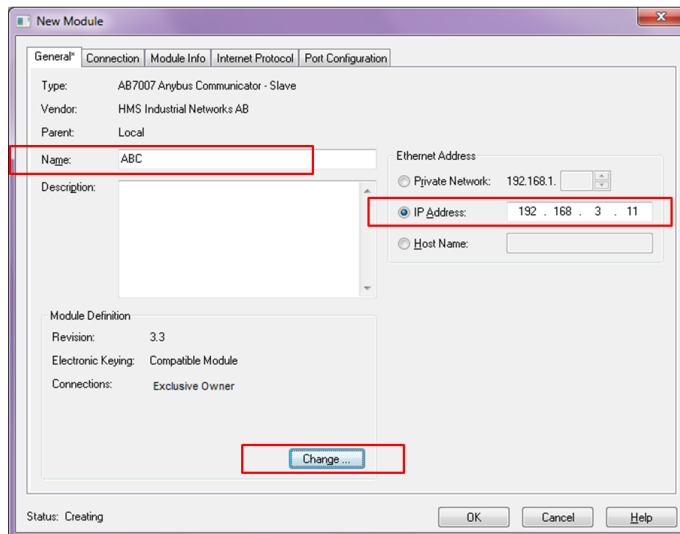 New Module
General* Connection Module Info Internet Protocol Port Configuration
Type: AB7007 Anybus Communicator - Slave
Vendor: HMS Industrial Networks AB
Parent: Local
Name: ABC
Description:
Ethernet Address
Private Network: 192.168.1.
IP Address: 192 . 168 . 3 . 11
Host Name:
Module Definition
Revision: 3.3
Electronic Keying: Compatible Module
Connections: Exclusive Owner
Change ...
Status: Creating
OK Cancel Help